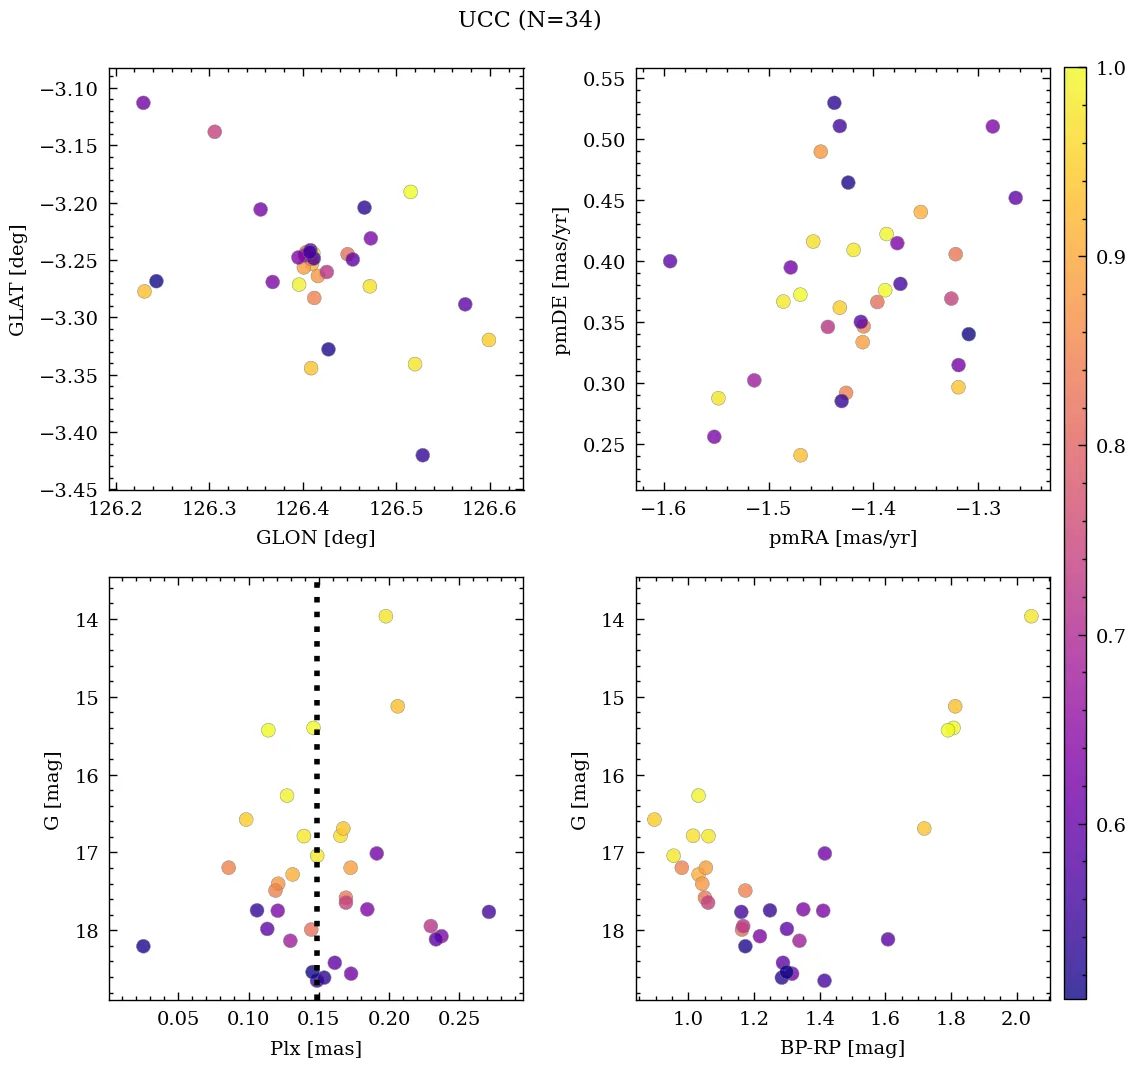 UCC (N=34)
−3.10
−3.15
−3.20
−3.25
−3.30
−3.35
−3.40
−3.45
GLAT [deg]
126.2 126.3 126.4 126.5 126.6
GLON [deg]
0.55
0.50
0.45
0.40
0.35
0.30
0.25
pmDE [mas/yr]
−1.6 −1.5 −1.4 −1.3
pmRA [mas/yr]
1.0
0.9
0.8
0.7
0.6
14
15
16
17
18
G [mag]
0.05 0.10 0.15 0.20 0.25
Plx [mas]
14
15
16
17
18
G [mag]
1.0 1.2 1.4 1.6 1.8 2.0
BP-RP [mag]